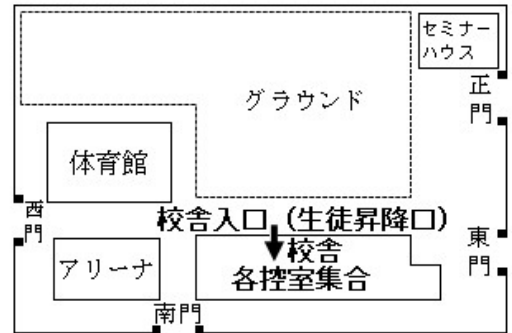 セミナー
ハウス
正門
グラウンド
体育館
西門
校舎入口（生徒昇降口）
校舎
各控室集合
東門
アリーナ
南門